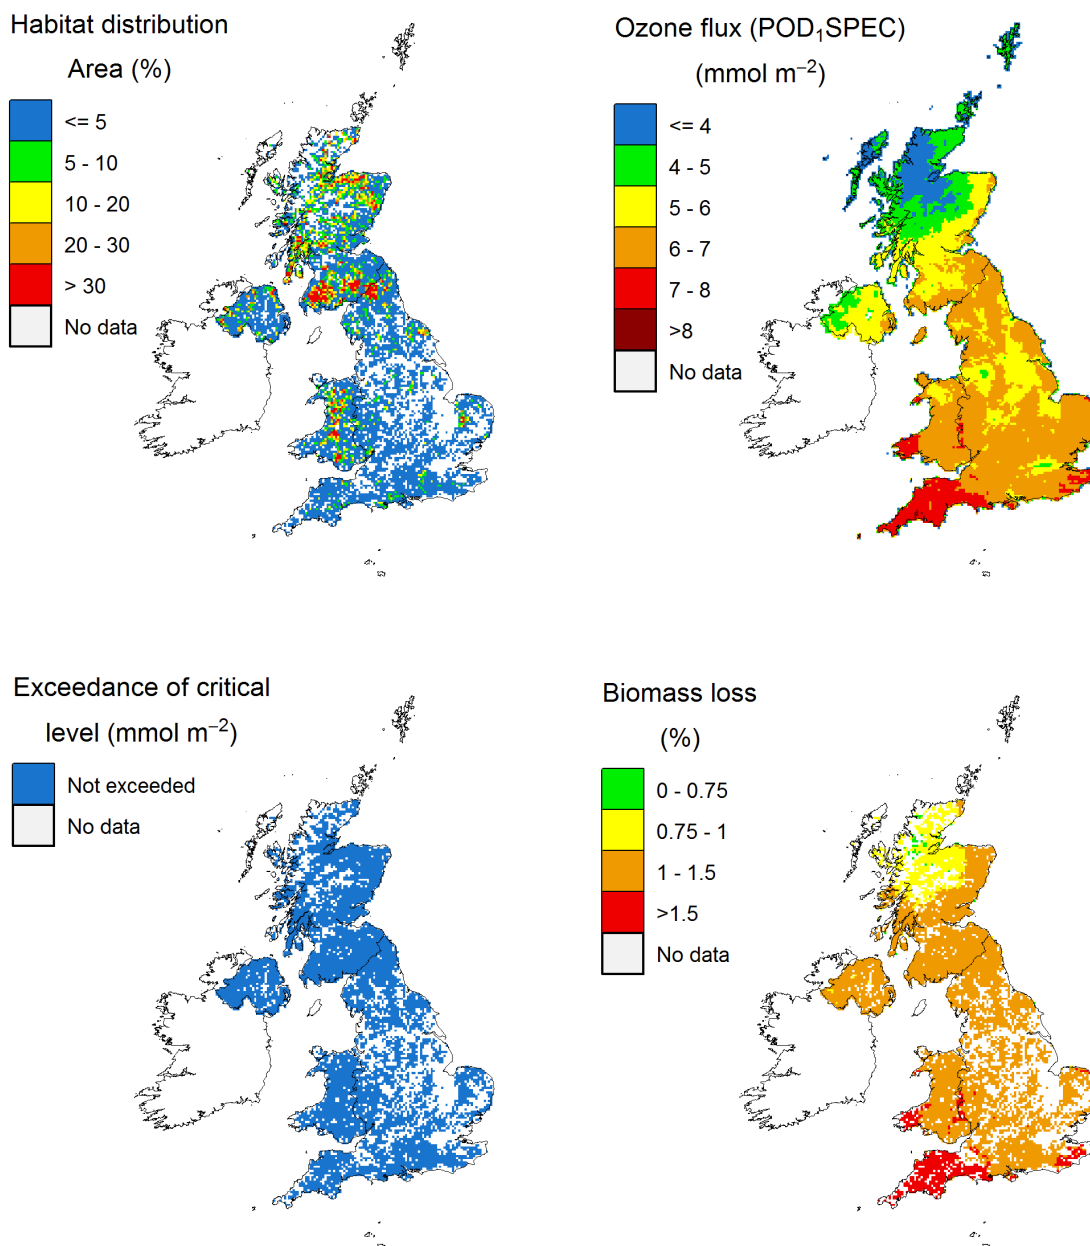 Habitat distribution
Area (%)
<= 5
5 - 10
10 - 20
20 - 30
> 30
No data
Ozone flux (POD₁SPEC)
(mmol m⁻²)
<= 4
4 - 5
5 - 6
6 - 7
7 - 8
>8
No data
Exceedance of critical
level (mmol m⁻²)
Not exceeded
No data
Biomass loss
(%)
0 - 0.75
0.75 - 1
1 - 1.5
>1.5
No data